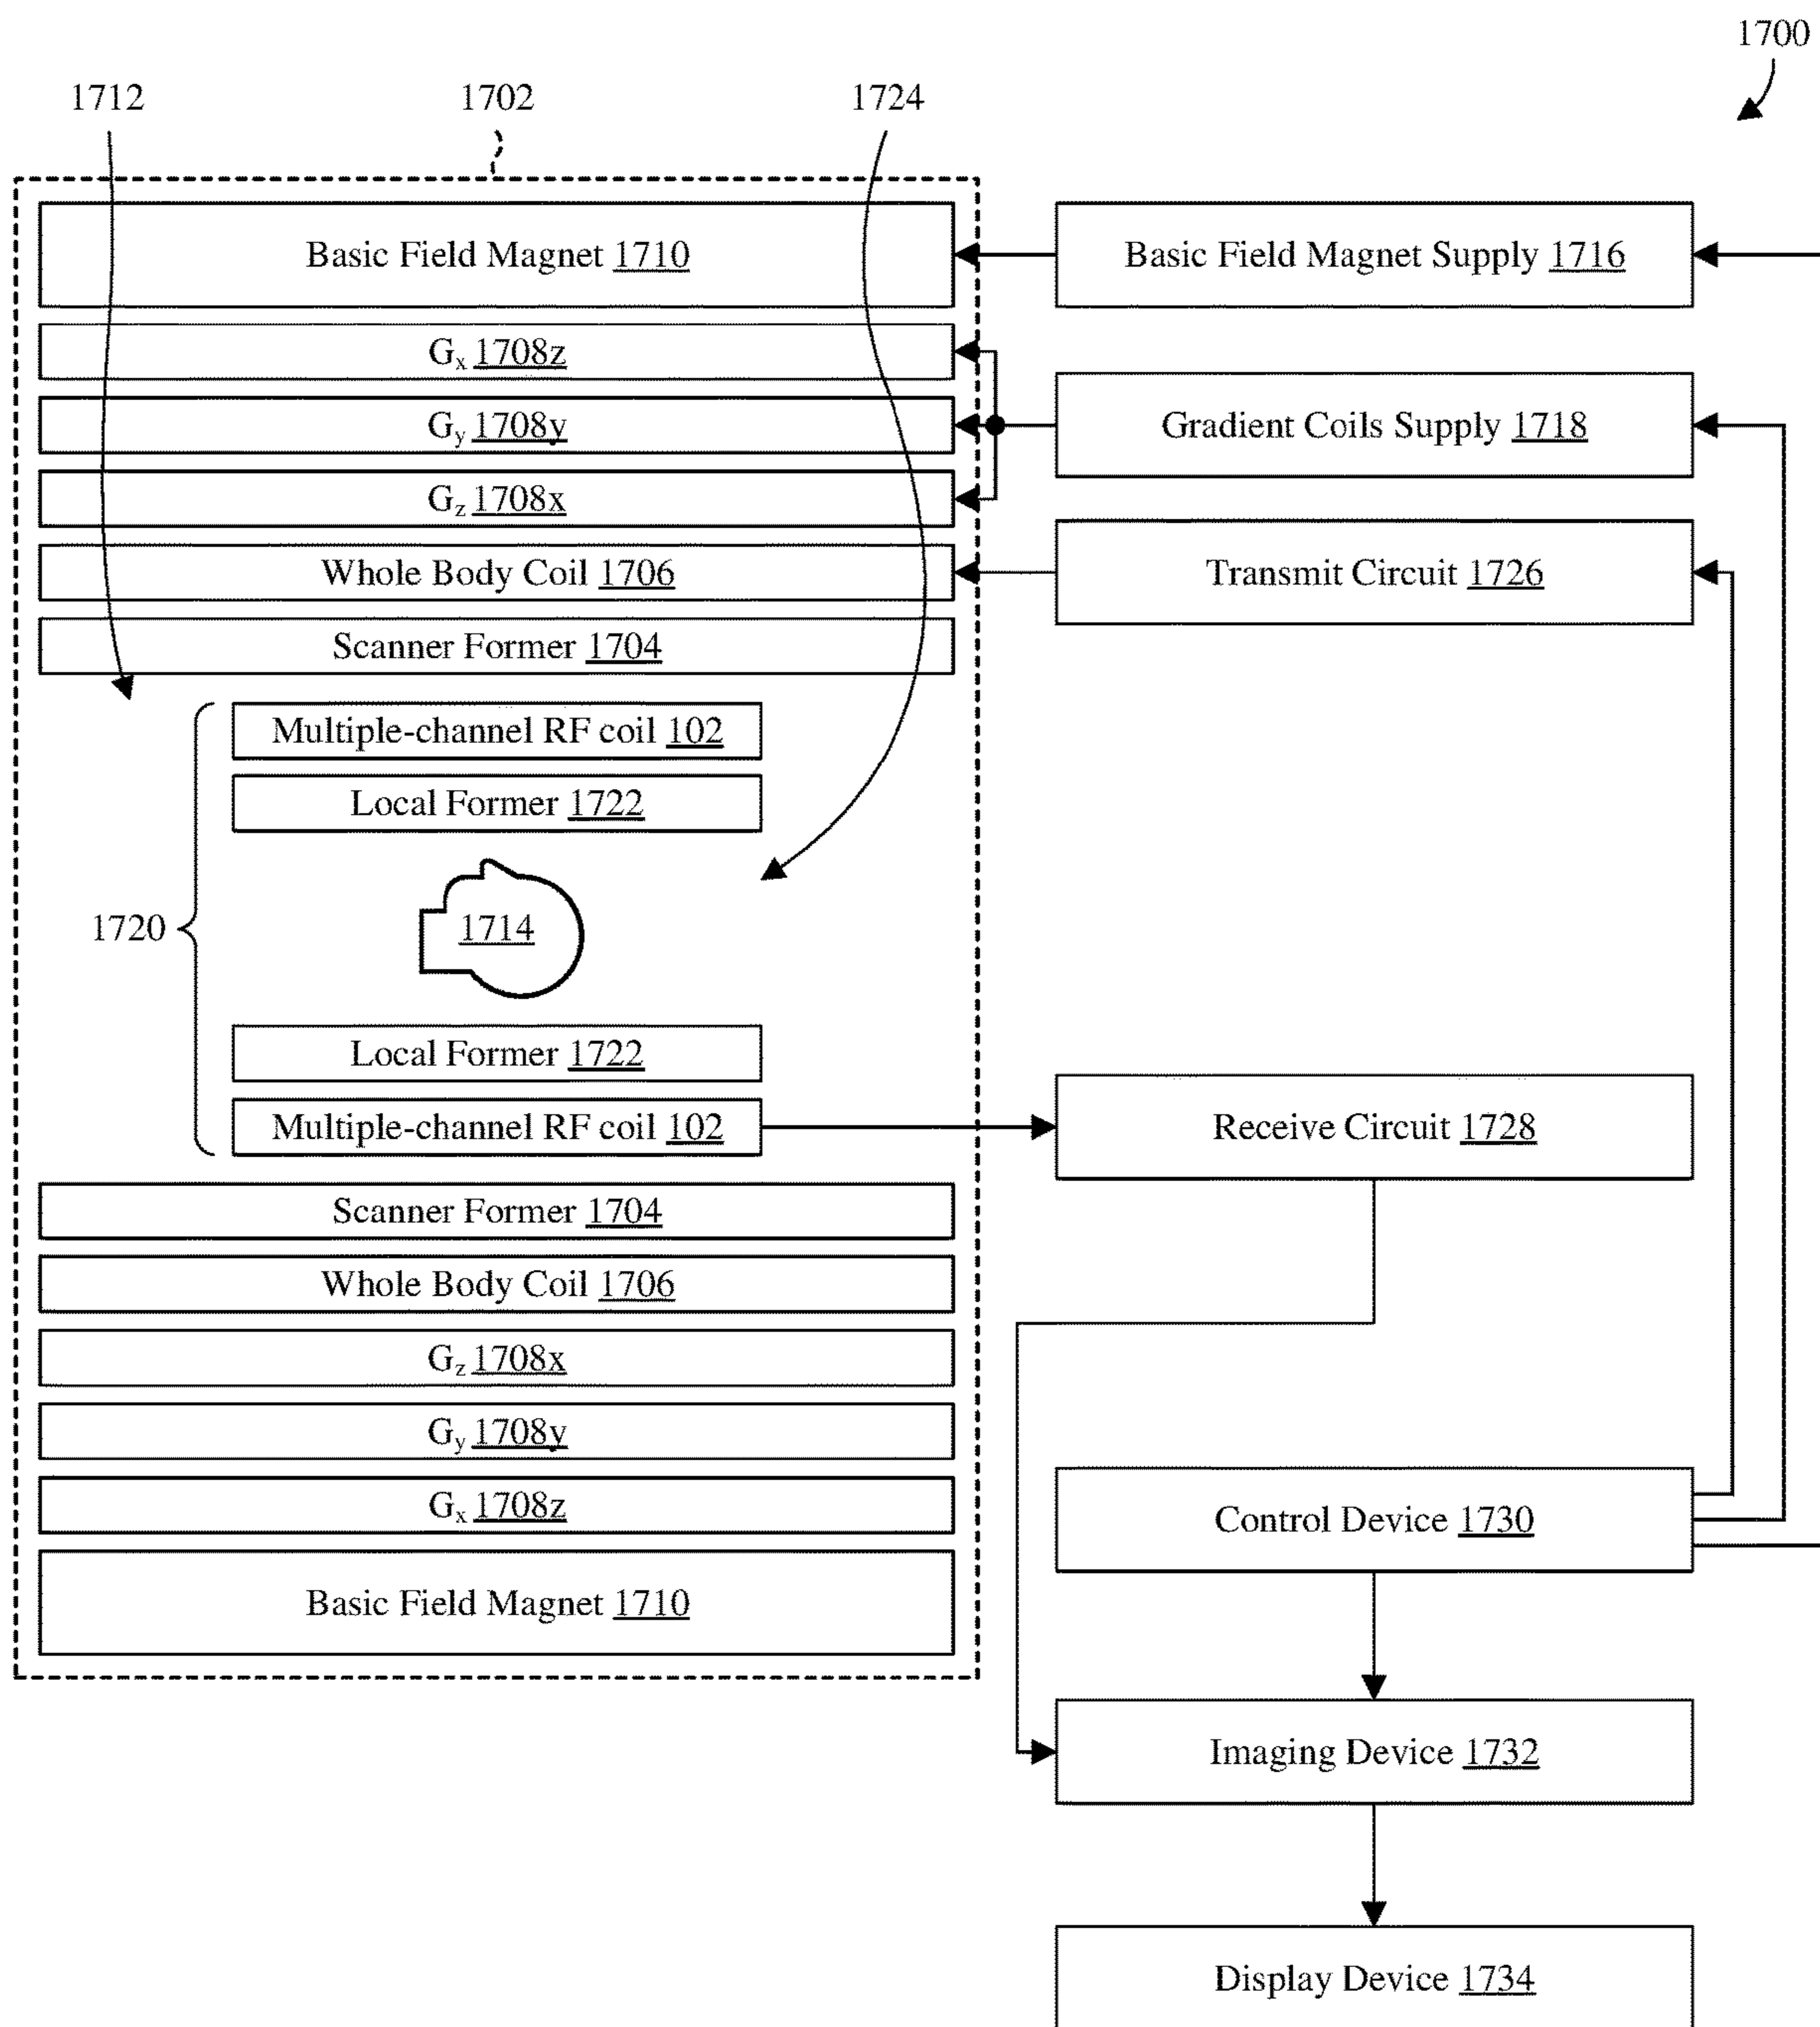 1700
1712
1702
1724
Basic Field Magnet 1710
Basic Field Magnet Supply 1716
Gx 1708z
Gy 1708y
Gradient Coils Supply 1718
Gz 1708x
Whole Body Coil 1706
Transmit Circuit 1726
Scanner Former 1704
Multiple-channel RF coil 102
Local Former 1722
1714
1720
Local Former 1722
Multiple-channel RF coil 102
Receive Circuit 1728
Scanner Former 1704
Whole Body Coil 1706
Gz 1708x
Gy 1708y
Gx 1708z
Control Device 1730
Basic Field Magnet 1710
Imaging Device 1732
Display Device 1734